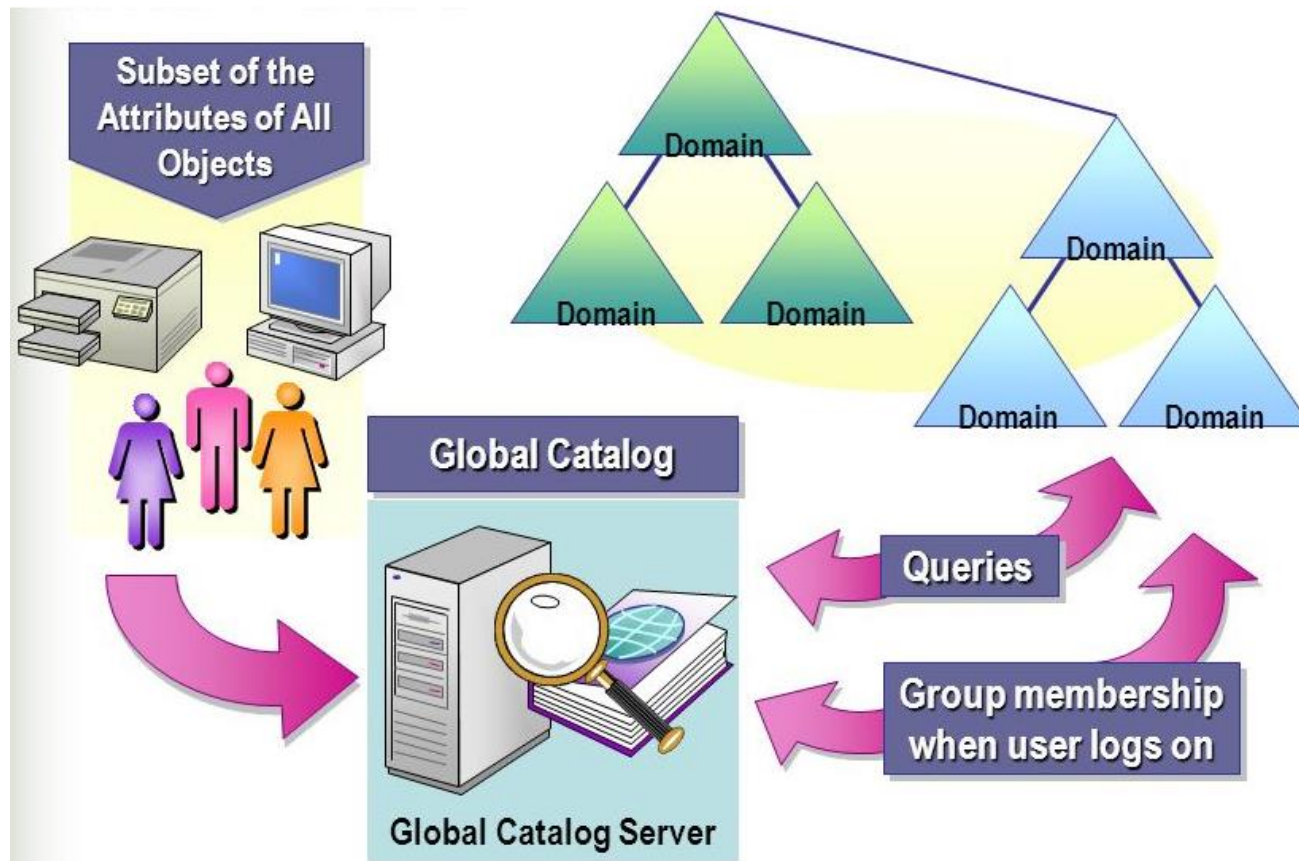 Subset of the
Attributes of All
Objects
Domain
Domain
Domain
Domain
Domain
Domain
Global Catalog
Global Catalog Server
Queries
Group membership
when user logs on